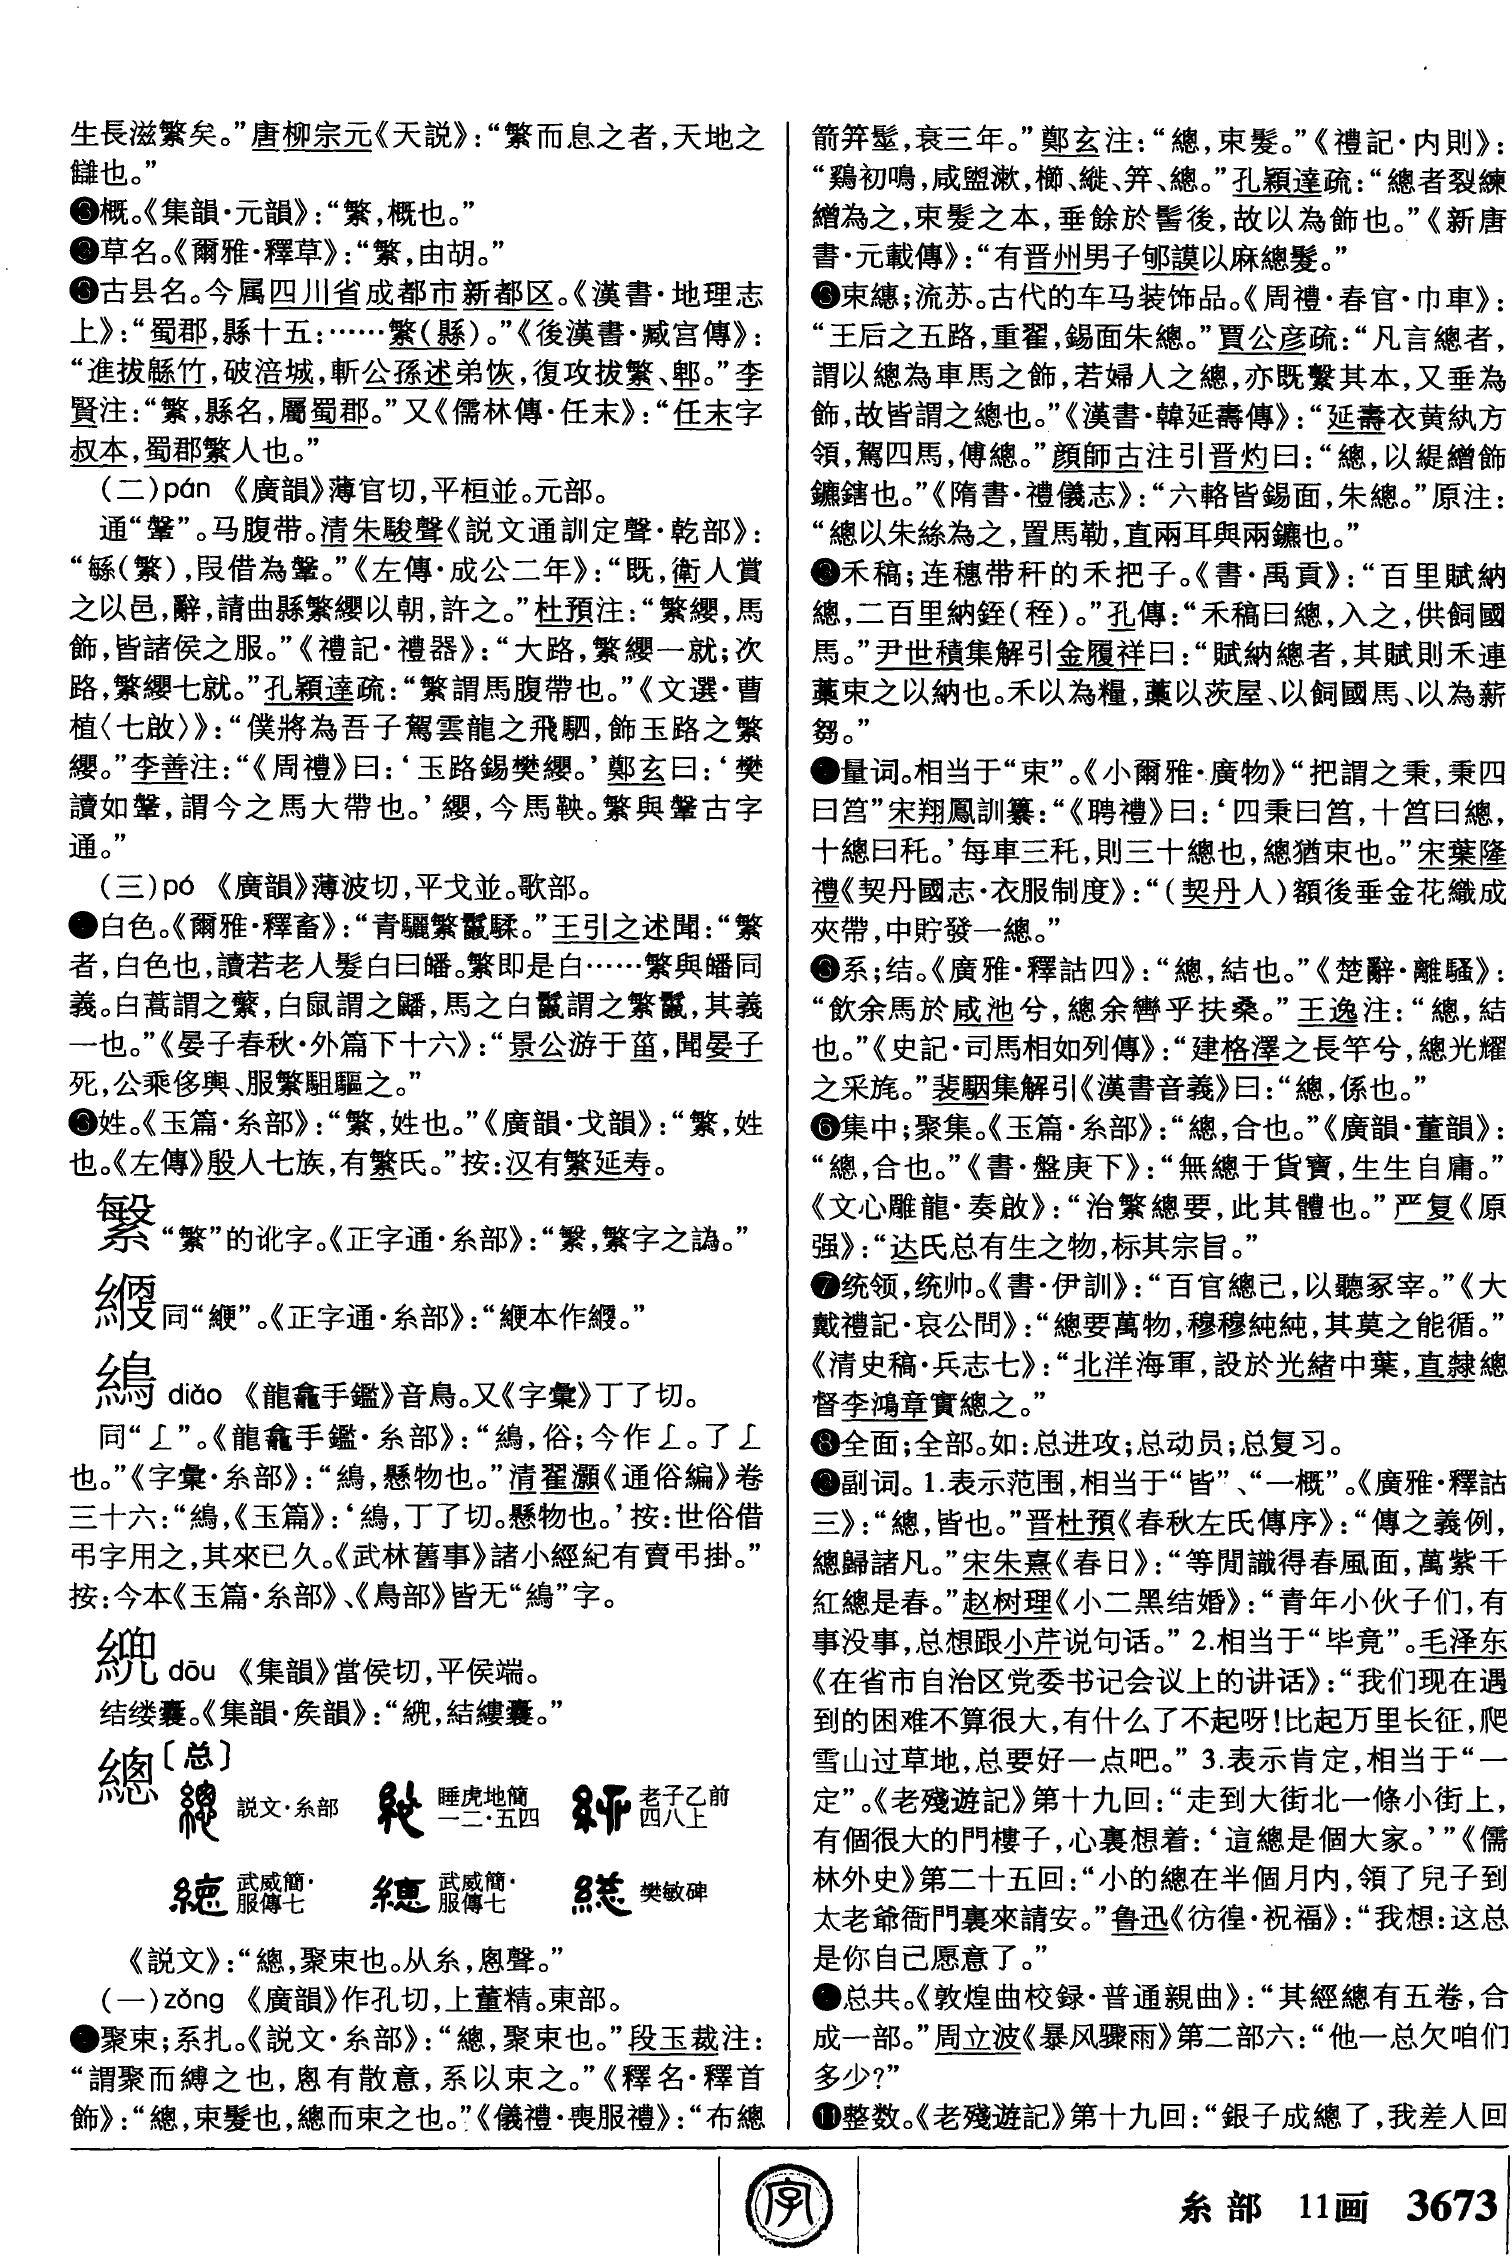 生長滋繁矣。”唐柳宗元《天説》：“繁而息之者，天地之
讎也。”
概。《集韻·元韻》：“繁，概也。”
草名。《爾雅·釋草》：“繁，由胡。”
古县名。今属四川省成都市新都区。《漢書·地理志
上》：“蜀郡，縣十五：……繁(縣)。”《後漢書·臧宫傳》：
“進拔緜竹，破涪城，斬公孫述弟恢，復攻拔繁、郫。”李
賢注：“繁，縣名，屬蜀郡。”又《儒林傳·任末》：“任末字
叔本，蜀郡繁人也。”
(二)pán 《廣韻》薄官切，平桓並。元部。
通“鞶”。马腹带。清朱駿聲《説文通訓定聲·乾部》：
“緐(繁)，叚借為鞶。”《左傳·成公二年》：“既，衛人賞
之以邑，辭，請曲縣繁纓以朝，許之。”杜預注：“繁纓，馬
飾，皆諸侯之服。”《禮記·禮器》：“大路，繁纓一就；次
路，繁纓七就。”孔穎達疏：“繁謂馬腹帶也。”《文選·曹
植〈七啟〉》：“僕將為吾子駕雲龍之飛駟，飾玉路之繁
纓。”李善注：“《周禮》曰：‘玉路錫樊纓。’鄭玄曰：‘樊
讀如鞶，謂今之馬大帶也。’纓，今馬鞅。繁與鞶古字
通。”
(三)pó 《廣韻》薄波切，平戈並。歌部。
白色。《爾雅·釋畜》：“青驪繁鬣騥。”王引之述聞：“繁
者，白色也，讀若老人髮白曰皤。繁即是白……繁與皤同
義。白蒿謂之蘩，白鼠謂之鼶，馬之白鬣謂之繁鬣，其義
一也。”《晏子春秋·外篇下十六》：“景公游于菑，聞晏子
死，公乘侈輿、服繁駔驅之。”
姓。《玉篇·糸部》：“繁，姓也。”《廣韻·戈韻》：“繁，姓
也。《左傳》殷人七族，有繁氏。”按：汉有繁延寿。
“繁”的讹字。《正字通·糸部》：“繄，繁字之譌。”
同“緶”。《正字通·糸部》：“緶本作。”
diǎo 《龍龕手鑑》音鳥。又《字彙》丁了切。
同“𠄏”。《龍龕手鑑·糸部》：“䲽，俗；今作𠄏。了𠄏
也。”《字彙·糸部》：“，懸物也。”清翟灝《通俗編》卷
三十六：“，《玉篇》：‘，丁了切。懸物也。’按：世俗借
弔字用之，其來已久。《武林舊事》諸小經紀有賣弔掛。”
按：今本《玉篇·糸部》、《鳥部》皆无“”字。
dōu 《集韻》當侯切，平侯端。
结缕囊。《集韻·矦韻》：“，結縷囊。”
總〔总〕
説文·糸部 睡虎地簡一二·五四 老子乙前四八上
武威簡·服傳七 武威簡·服傳七 樊敏碑
《説文》：“總，聚束也。从糸，悤聲。”
(一)zǒng 《廣韻》作孔切，上董精。東部。
聚束；系扎。《説文·糸部》：“總，聚束也。”段玉裁注：
“謂聚而縛之也，悤有散意，系以束之。”《釋名·釋首
飾》：“總，束髮也，總而束之也。”《儀禮·喪服禮》：“布總
箭笄髽，衰三年。”鄭玄注：“總，束髮。”《禮記·内則》：
“鷄初鳴，咸盥漱，櫛、縰、笄、總。”孔穎達疏：“總者裂練
繒為之，束髮之本，垂餘於髻後，故以為飾也。”《新唐
書·元載傳》：“有晋州男子郇謨以麻總髮。”
束繐；流苏。古代的车马装饰品。《周禮·春官·巾車》：
“王后之五路，重翟，錫面朱總。”賈公彦疏：“凡言總者，
謂以總為車馬之飾，若婦人之總，亦既繫其本，又垂為
飾，故皆謂之總也。”《漢書·韓延壽傳》：“延壽衣黄紈方
領，駕四馬，傅總。”顔師古注引晋灼曰：“總，以緹繒飾
鑣鎋也。”《隋書·禮儀志》：“六輅皆錫面，朱總。”原注：
“總以朱絲為之，置馬勒，直兩耳與兩鑣也。”
禾稿；连穗带秆的禾把子。《書·禹貢》：“百里賦納
總，二百里納銍(秷)。”孔傳：“禾稿曰總，入之，供飼國
馬。”尹世積集解引金履祥曰：“賦納總者，其賦則禾連
藁束之以納也。禾以為糧，藁以茨屋、以飼國馬、以為薪
芻。”
量词。相当于“束”。《小爾雅·廣物》“把謂之秉，秉四
曰筥”宋翔鳳訓纂：“《聘禮》曰：‘四秉曰筥，十筥曰總，
十總曰秅。’每車三秅，則三十總也，總猶束也。”宋葉隆
禮《契丹國志·衣服制度》：“(契丹人)額後垂金花織成
夾帶，中貯發一總。”
系；结。《廣雅·釋詁四》：“總，結也。”《楚辭·離騷》：
“飲余馬於咸池兮，總余轡乎扶桑。”王逸注：“總，結
也。”《史記·司馬相如列傳》：“建格澤之長竿兮，總光耀
之采旄。”裴駰集解引《漢書音義》曰：“總，係也。”
❻集中；聚集。《玉篇·糸部》：“總，合也。”《廣韻·董韻》：
“總，合也。”《書·盤庚下》：“無總于貨寶，生生自庸。”
《文心雕龍·奏啟》：“治繁總要，此其體也。”严复《原
强》：“达氏总有生之物，标其宗旨。”
❼统领，统帅。《書·伊訓》：“百官總己，以聽冢宰。”《大
戴禮記·哀公問》：“總要萬物，穆穆純純，其莫之能循。”
《清史稿·兵志七》：“北洋海軍，設於光緒中葉，直隸總
督李鴻章實總之。”
❽全面；全部。如：总进攻；总动员；总复习。
副词。1.表示范围，相当于“皆”、“一概”。《廣雅·釋詁
三》：“總，皆也。”晋杜預《春秋左氏傳序》：“傳之義例，
總歸諸凡。”宋朱熹《春日》：“等閒識得春風面，萬紫千
紅總是春。”赵树理《小二黑结婚》：“青年小伙子们，有
事没事，总想跟小芹说句话。” 2.相当于“毕竟”。毛泽东
《在省市自治区党委书记会议上的讲话》：“我们现在遇
到的困难不算很大，有什么了不起呀！比起万里长征，爬
雪山过草地，总要好一点吧。” 3.表示肯定，相当于“一
定”。《老殘遊記》第十九回：“走到大街北一條小街上，
有個很大的門樓子，心裏想着：‘這總是個大家。’”《儒
林外史》第二十五回：“小的總在半個月内，領了兒子到
太老爺衙門裏來請安。”鲁迅《彷徨·祝福》：“我想：这总
是你自己愿意了。”
总共。《敦煌曲校録·普通親曲》：“其經總有五卷，合
成一部。”周立波《暴风骤雨》第二部六：“他一总欠咱们
多少？”
⓫整数。《老殘遊記》第十九回：“銀子成總了，我差人回
字
糸部 11画 3673